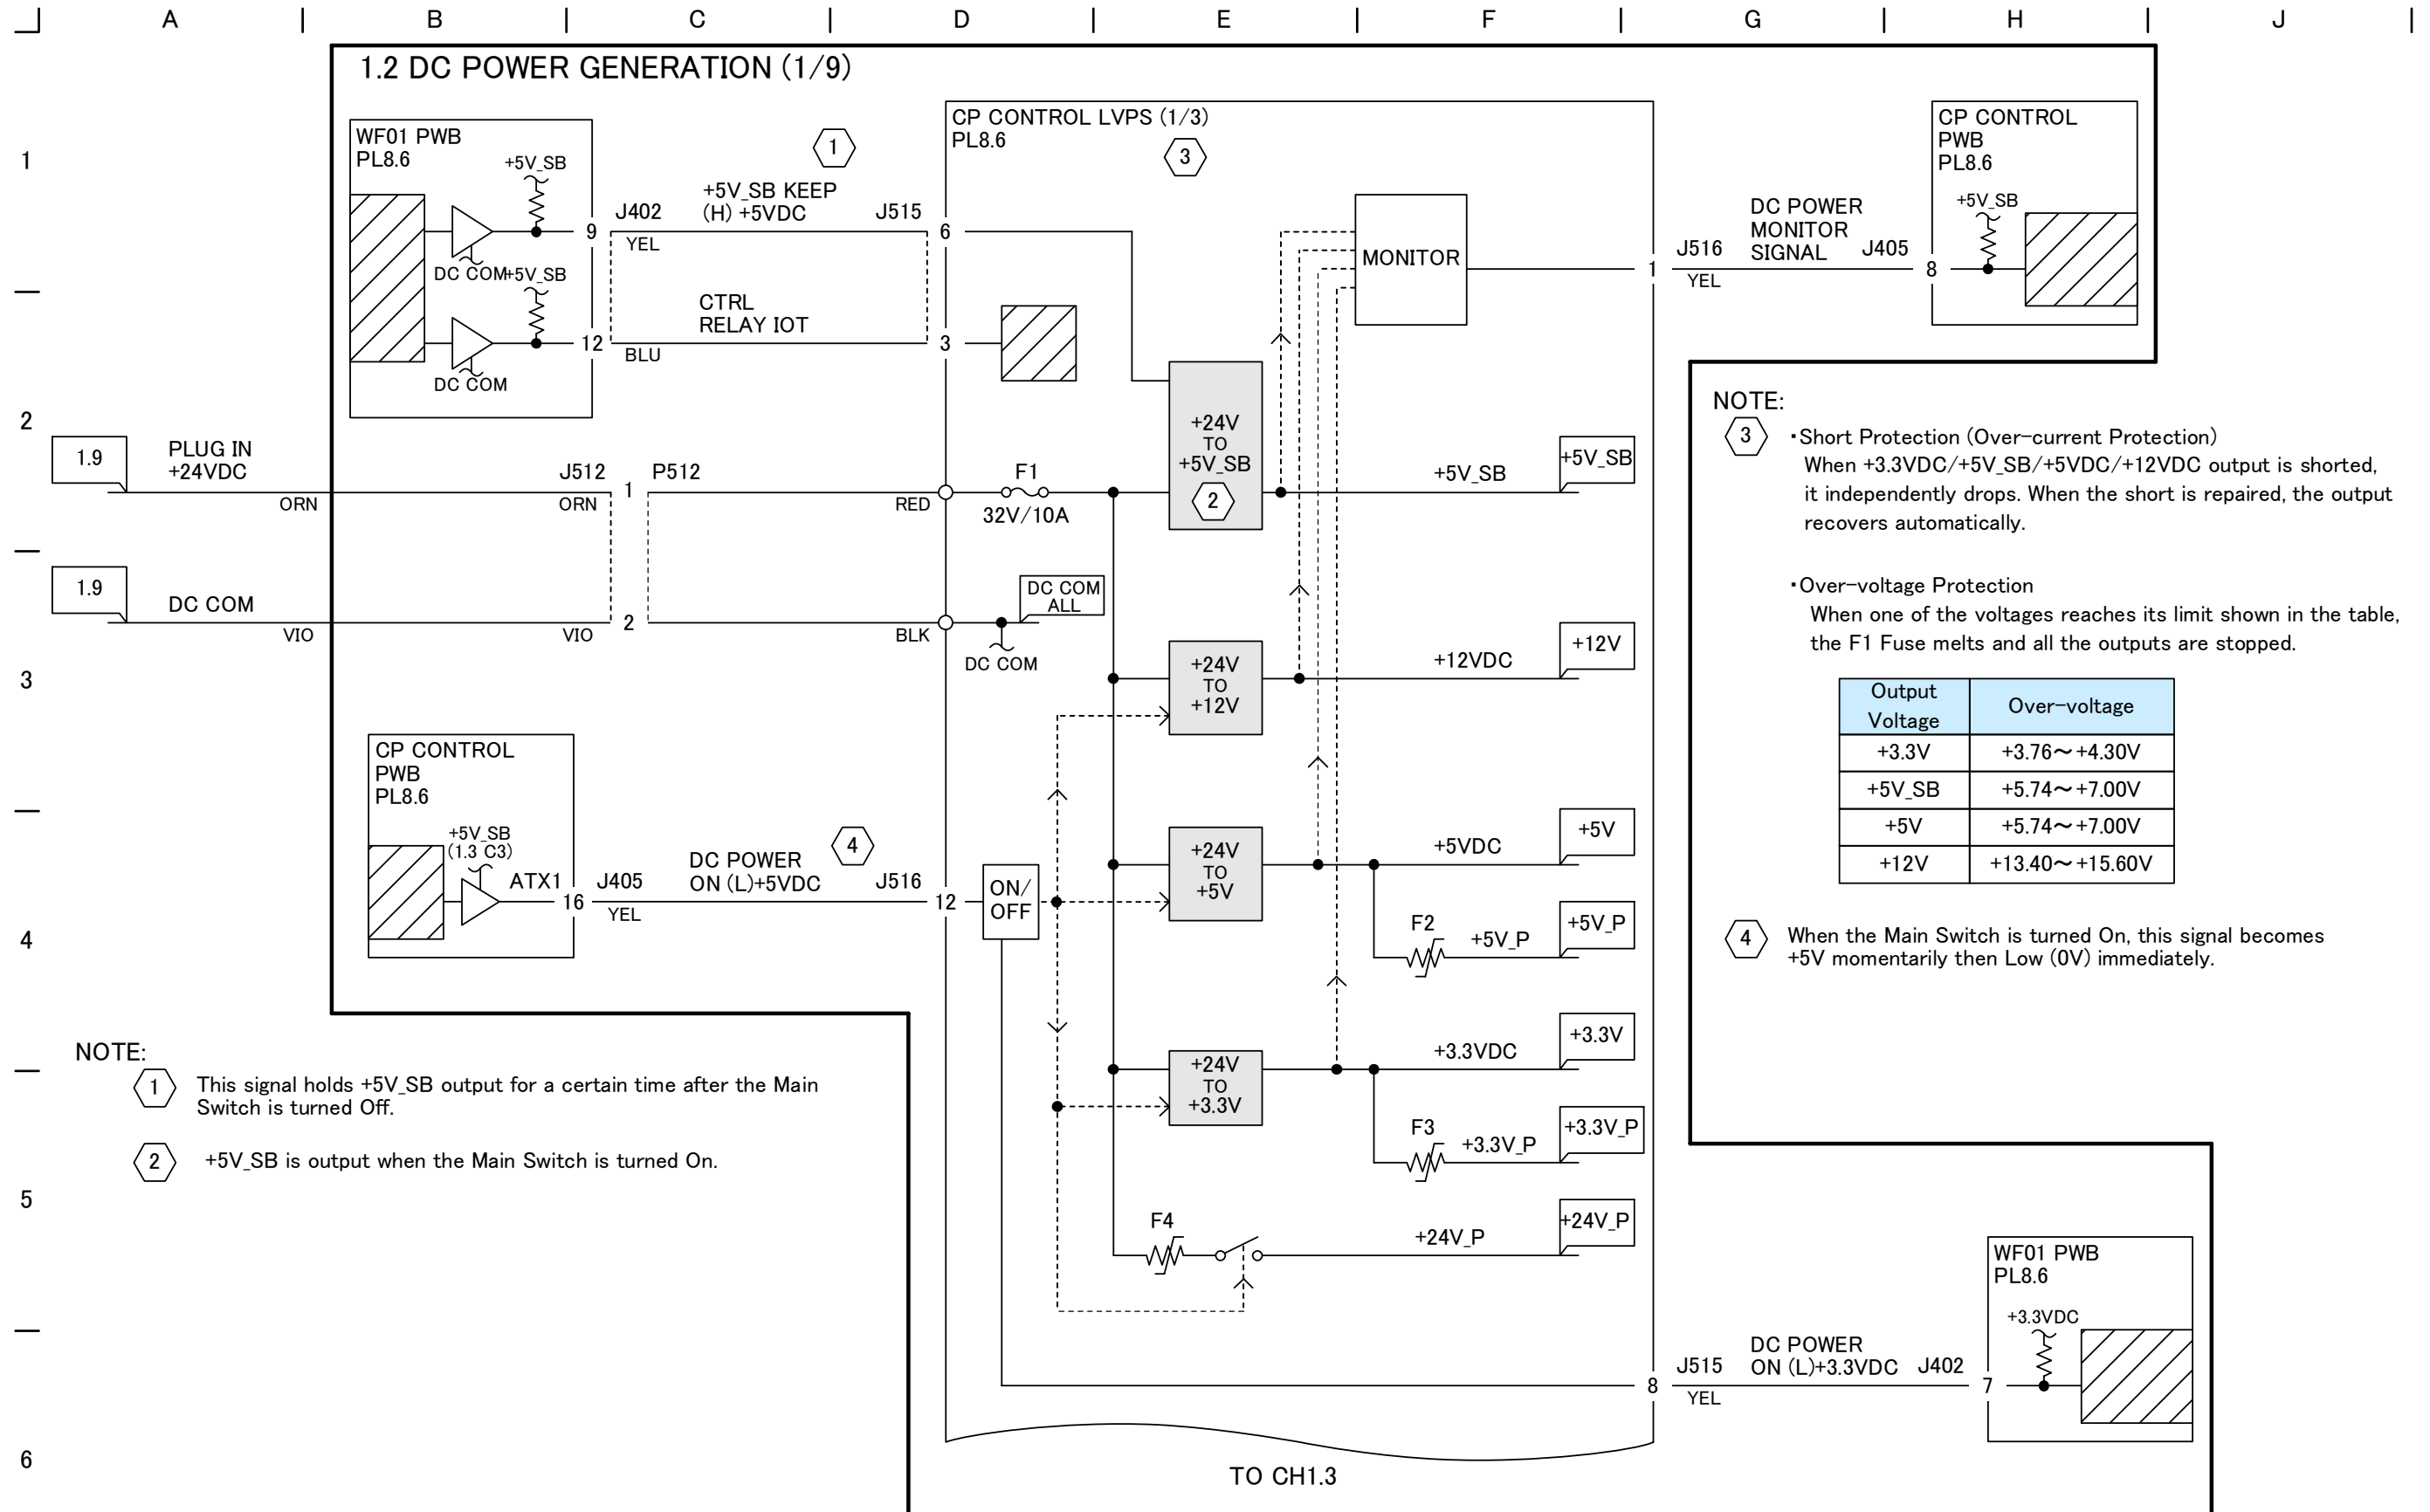 A B C D E F G H J
1.2 DC POWER GENERATION (1/9)
1
2
3
4
5
6
WF01 PWB
PL8.6
+5V_SB
DC COM
+5V_SB
DC COM
9
12
J402
YEL
+5V_SB KEEP
(H) +5VDC
J515
6
1
CTRL
RELAY IOT
BLU
3
CP CONTROL LVPS (1/3)
PL8.6
3
MONITOR
1
J516
YEL
DC POWER
MONITOR
SIGNAL
J405
8
CP CONTROL
PWB
PL8.6
+5V_SB
1.9
PLUG IN
+24VDC
ORN
J512
ORN
1
P512
RED
F1
32V/10A
+24V
TO
+5V_SB
2
+5V_SB
+5V_SB
1.9
DC COM
VIO
VIO
2
BLK
DC COM
ALL
DC COM
+24V
TO
+12V
+12VDC
+12V
CP CONTROL
PWB
PL8.6
+5V_SB
(1.3 C3)
ATX1
16
J405
YEL
DC POWER
ON (L)+5VDC
4
J516
12
ON/
OFF
+24V
TO
+5V
+5VDC
+5V
F2
+5V_P
+5V_P
+24V
TO
+3.3V
+3.3VDC
+3.3V
F3
+3.3V_P
+3.3V_P
F4
+24V_P
+24V_P
8
J515
YEL
DC POWER
ON (L)+3.3VDC
J402
7
WF01 PWB
PL8.6
+3.3VDC
TO CH1.3
NOTE:
1
This signal holds +5V_SB output for a certain time after the Main
Switch is turned Off.
2
+5V_SB is output when the Main Switch is turned On.
NOTE:
3
・Short Protection (Over-current Protection)
When +3.3VDC/+5V_SB/+5VDC/+12VDC output is shorted,
it independently drops. When the short is repaired, the output
recovers automatically.
・Over-voltage Protection
When one of the voltages reaches its limit shown in the table,
the F1 Fuse melts and all the outputs are stopped.
Output
Voltage
Over-voltage
+3.3V +3.76～+4.30V
+5V_SB +5.74～+7.00V
+5V +5.74～+7.00V
+12V +13.40～+15.60V
4
When the Main Switch is turned On, this signal becomes
+5V momentarily then Low (0V) immediately.